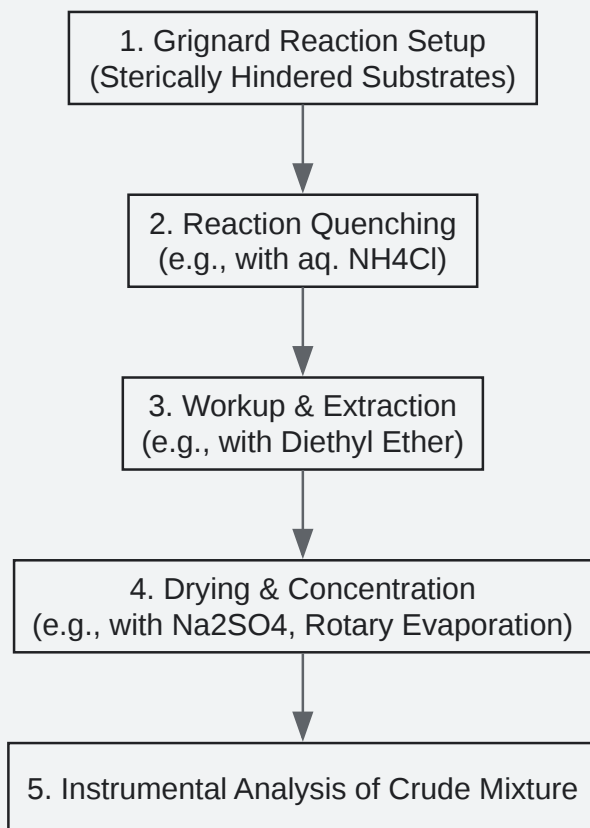 1. Grignard Reaction Setup
(Sterically Hindered Substrates)
2. Reaction Quenching
(e.g., with aq. NH4Cl)
3. Workup & Extraction
(e.g., with Diethyl Ether)
4. Drying & Concentration
(e.g., with Na2SO4, Rotary Evaporation)
5. Instrumental Analysis of Crude Mixture